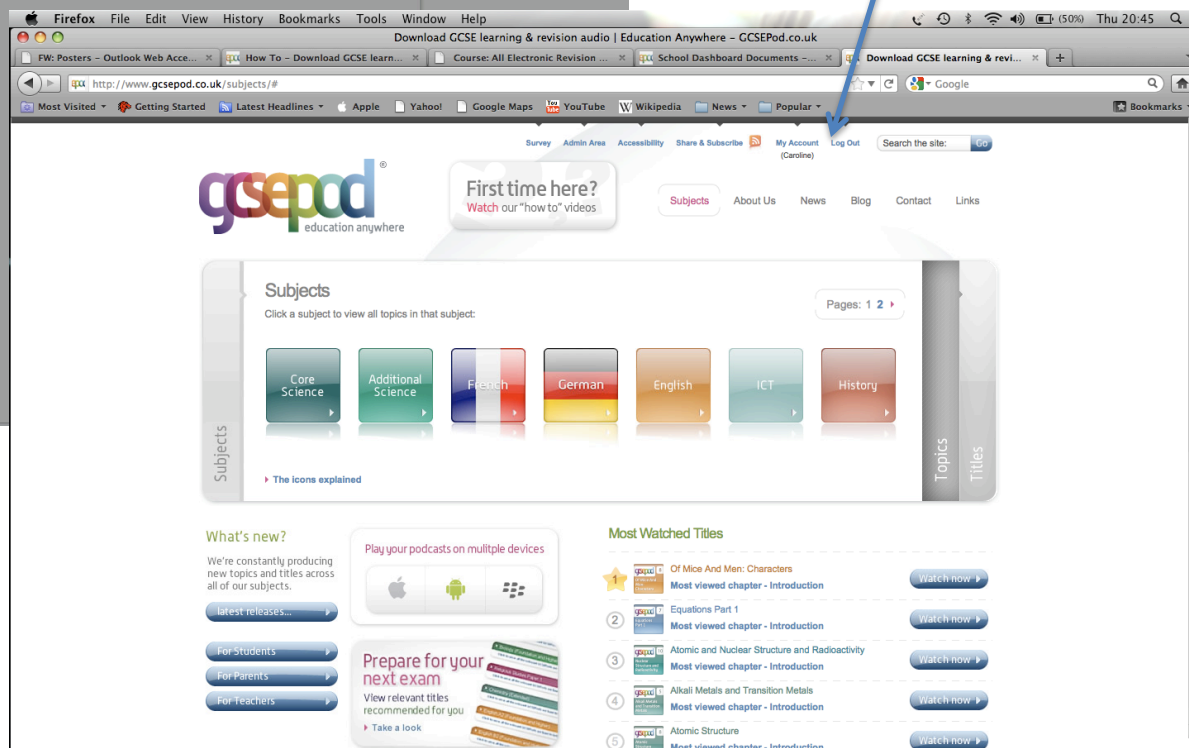 Firefox File Edit View History Bookmarks Tools Window Help (50%) Thu 20:45
Download GCSE learning & revision audio | Education Anywhere – GCSEPod.co.uk
FW: Posters – Outlook Web Acce... How To – Download GCSE learn... Course: All Electronic Revision ... School Dashboard Documents – ... Download GCSE learning & revi...
http://www.gcsepod.co.uk/subjects/# Google
Most Visited Getting Started Latest Headlines Apple Yahoo! Google Maps YouTube Wikipedia News Popular Bookmarks
Survey Admin Area Accessibility Share & Subscribe My Account Log Out Search the site: Go
(Caroline)
gcsepod®
education anywhere
First time here?
Watch our "how to" videos
Subjects About Us News Blog Contact Links
Subjects
Subjects
Click a subject to view all topics in that subject:
Pages: 1 2
Core Science
Additional Science
French
German
English
ICT
History
The icons explained
Topics
Titles
What's new?
We're constantly producing
new topics and titles across
all of our subjects.
latest releases...
For Students
For Parents
For Teachers
Play your podcasts on mulitple devices
Prepare for your
next exam
View relevant titles
recommended for you
Take a look
Most Watched Titles
1 Of Mice And Men: Characters
Most viewed chapter - Introduction
Watch now
2 Equations Part 1
Most viewed chapter - Introduction
Watch now
3 Atomic and Nuclear Structure and Radioactivity
Most viewed chapter - Introduction
Watch now
4 Alkali Metals and Transition Metals
Most viewed chapter - Introduction
Watch now
5 Atomic Structure
Most viewed chapter - Introduction
Watch now